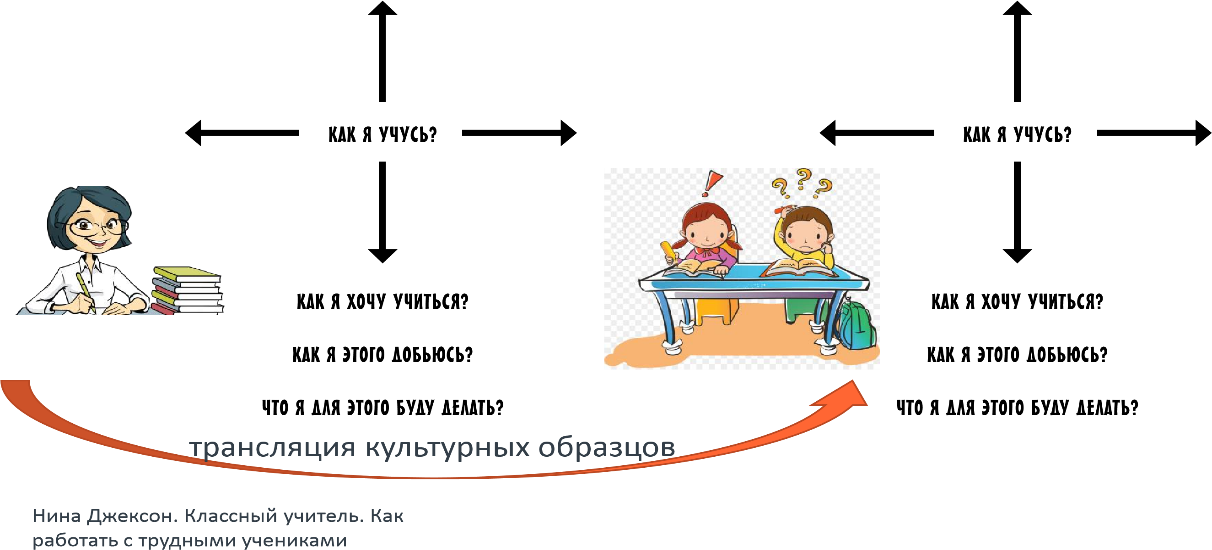 КАК Я УЧУСЬ?
КАК Я ХОЧУ УЧИТЬСЯ?
КАК Я ЭТОГО ДОБЬЮСЬ?
ЧТО Я ДЛЯ ЭТОГО БУДУ ДЕЛАТЬ?
КАК Я УЧУСЬ?
КАК Я ХОЧУ УЧИТЬСЯ?
КАК Я ЭТОГО ДОБЬЮСЬ?
ЧТО Я ДЛЯ ЭТОГО БУДУ ДЕЛАТЬ?
трансляция культурных образцов
Нина Джексон. Классный учитель. Как
работать с трудными учениками